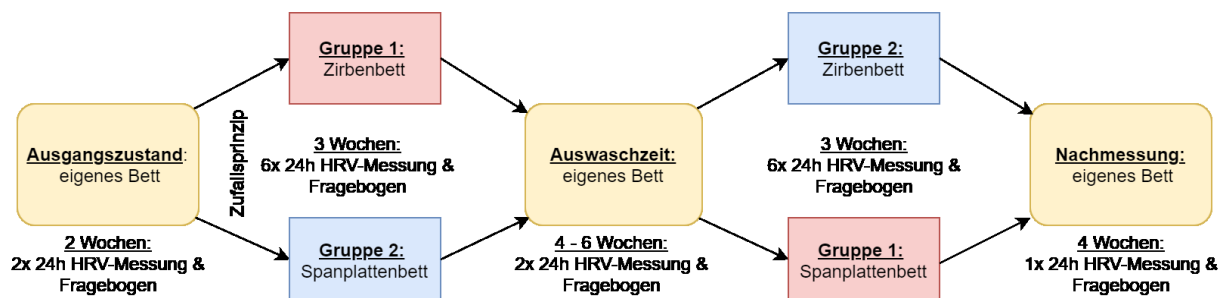 Ausgangszustand:
eigenes Bett
2 Wochen:
2x 24h HRV-Messung &
Fragebogen
Zufallsprinzip
Gruppe 1:
Zirbenbett
3 Wochen:
6x 24h HRV-Messung &
Fragebogen
Gruppe 2:
Spanplattenbett
Auswaschzeit:
eigenes Bett
4 - 6 Wochen:
2x 24h HRV-Messung &
Fragebogen
Gruppe 2:
Zirbenbett
3 Wochen:
6x 24h HRV-Messung &
Fragebogen
Gruppe 1:
Spanplattenbett
Nachmessung:
eigenes Bett
4 Wochen:
1x 24h HRV-Messung &
Fragebogen